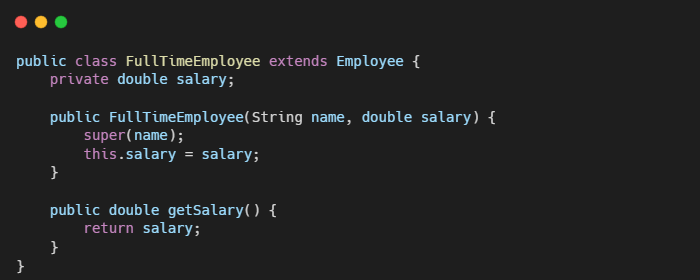 public class FullTimeEmployee extends Employee {
    private double salary;

    public FullTimeEmployee(String name, double salary) {
        super(name);
        this.salary = salary;
    }

    public double getSalary() {
        return salary;
    }
}